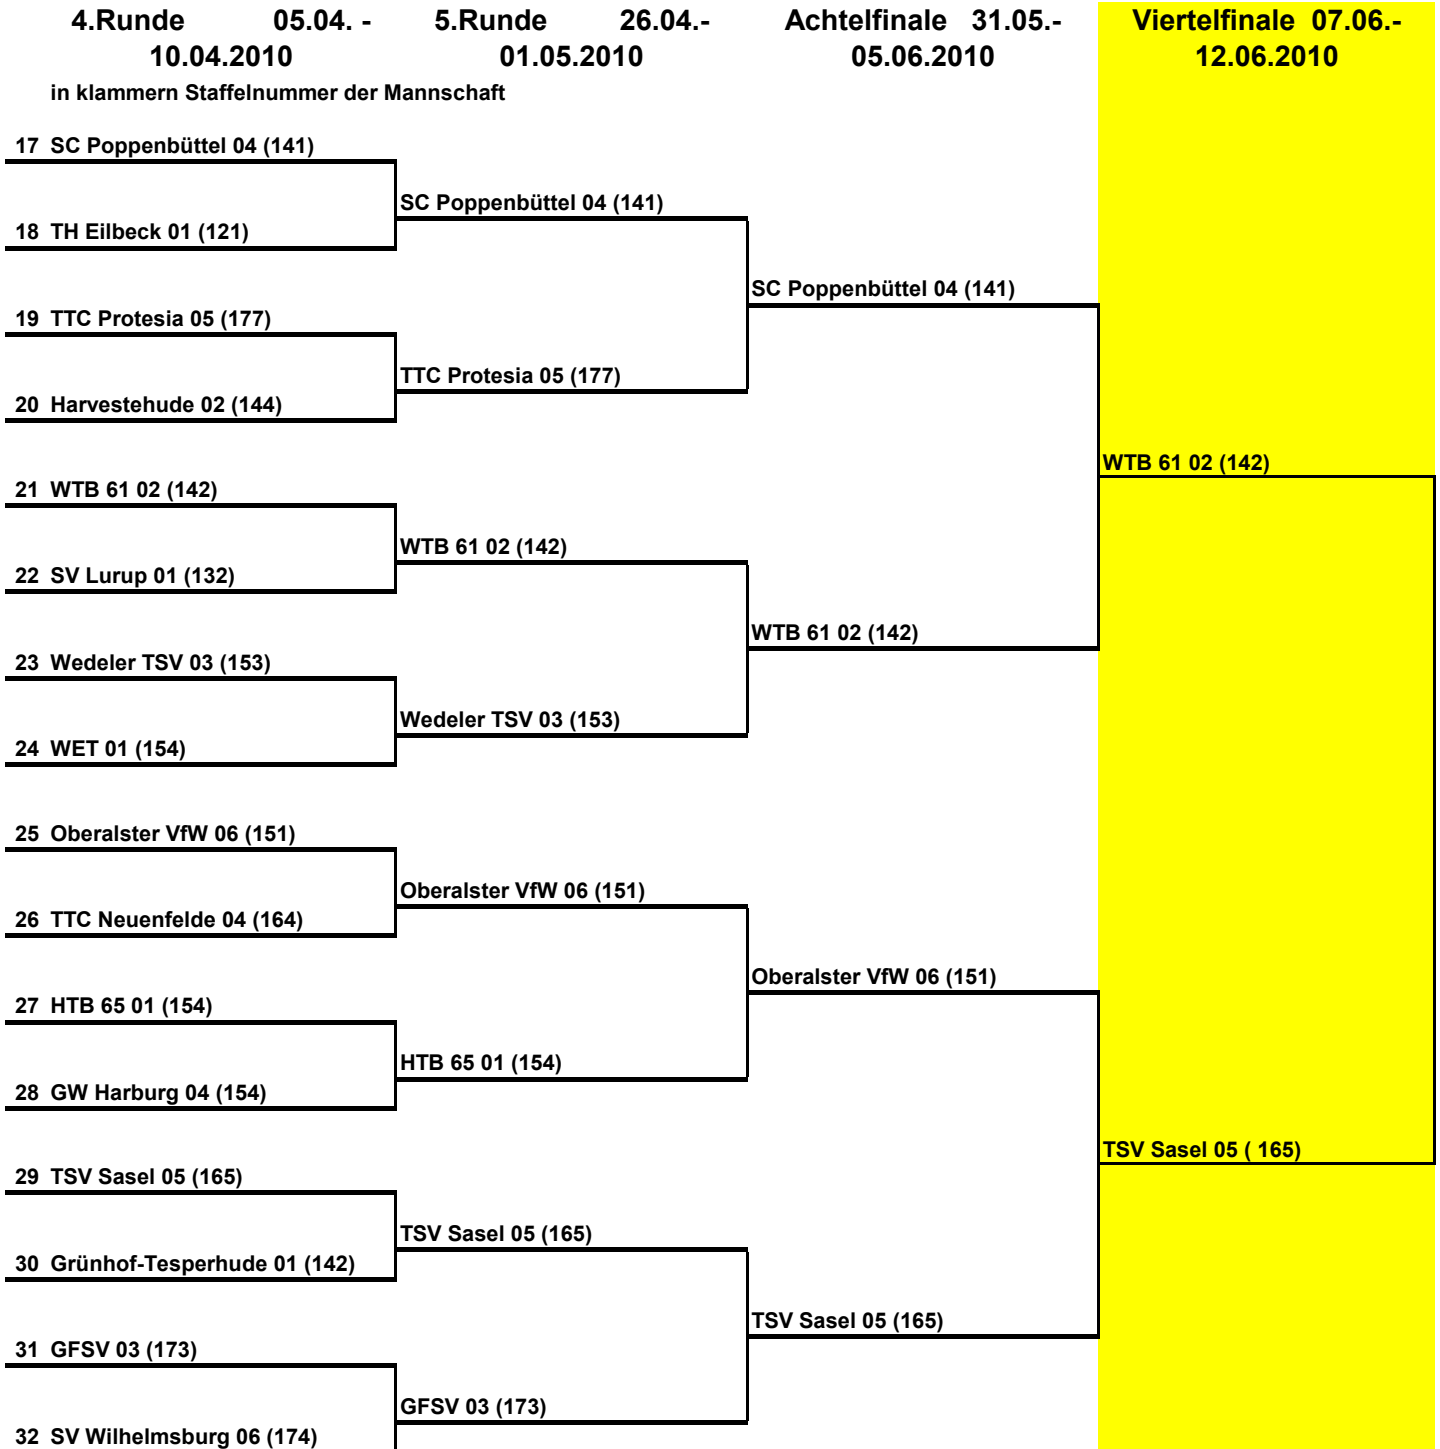 4.Runde 05.04. - 10.04.2010
5.Runde 26.04.- 01.05.2010
Achtelfinale 31.05.- 05.06.2010
Viertelfinale 07.06.- 12.06.2010
in klammern Staffelnummer der Mannschaft
17 SC Poppenbüttel 04 (141)
SC Poppenbüttel 04 (141)
18 TH Eilbeck 01 (121)
SC Poppenbüttel 04 (141)
19 TTC Protesia 05 (177)
TTC Protesia 05 (177)
20 Harvestehude 02 (144)
WTB 61 02 (142)
21 WTB 61 02 (142)
WTB 61 02 (142)
22 SV Lurup 01 (132)
WTB 61 02 (142)
23 Wedeler TSV 03 (153)
Wedeler TSV 03 (153)
24 WET 01 (154)
25 Oberalster VfW 06 (151)
Oberalster VfW 06 (151)
26 TTC Neuenfelde 04 (164)
Oberalster VfW 06 (151)
27 HTB 65 01 (154)
HTB 65 01 (154)
28 GW Harburg 04 (154)
TSV Sasel 05 ( 165)
29 TSV Sasel 05 (165)
TSV Sasel 05 (165)
30 Grünhof-Tesperhude 01 (142)
TSV Sasel 05 (165)
31 GFSV 03 (173)
GFSV 03 (173)
32 SV Wilhelmsburg 06 (174)